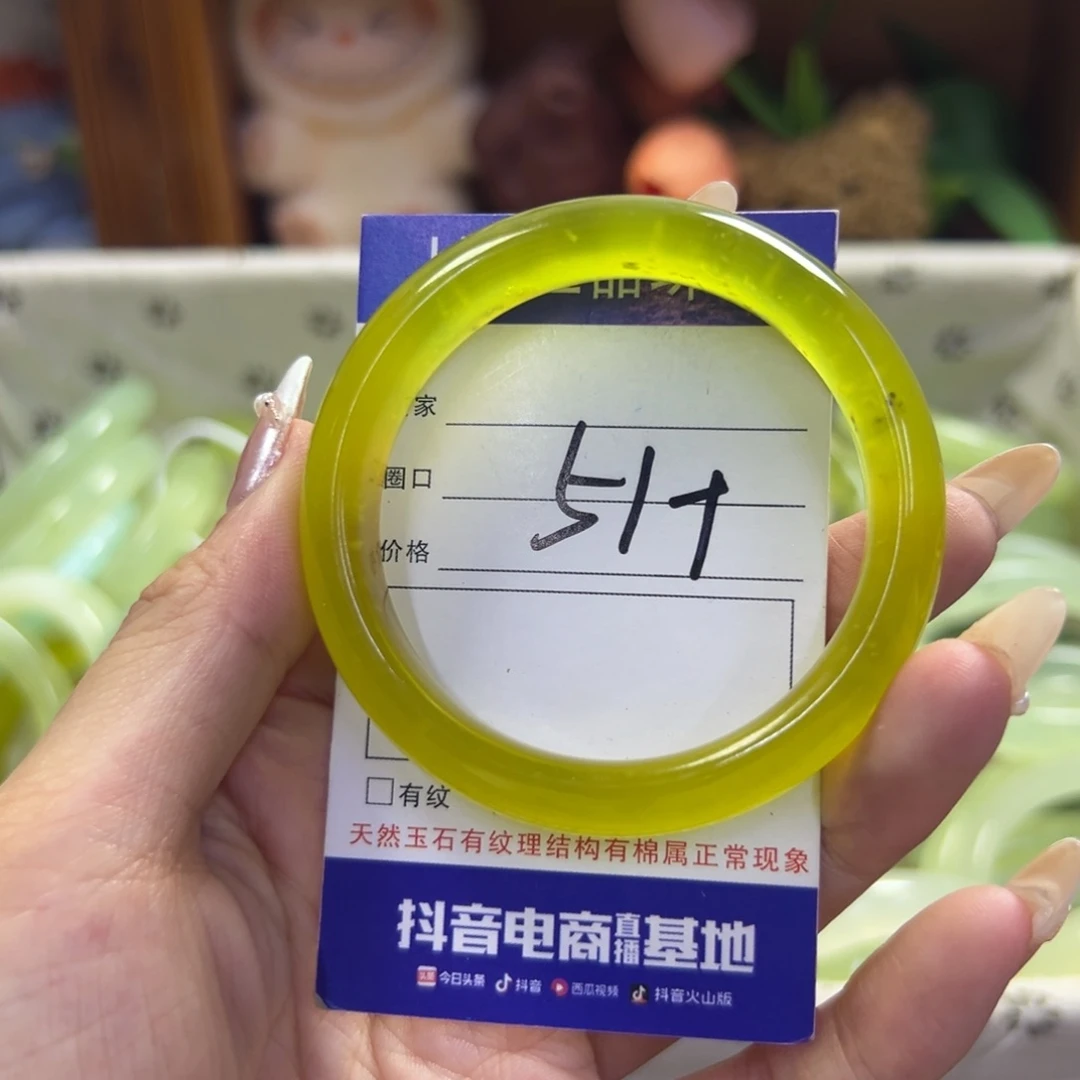 家
圈口
51+
价格
有纹
天然玉石有纹理结构有棉属正常现象
抖音电商直播基地
头条 今日头条 抖音 西瓜视频 抖音火山版